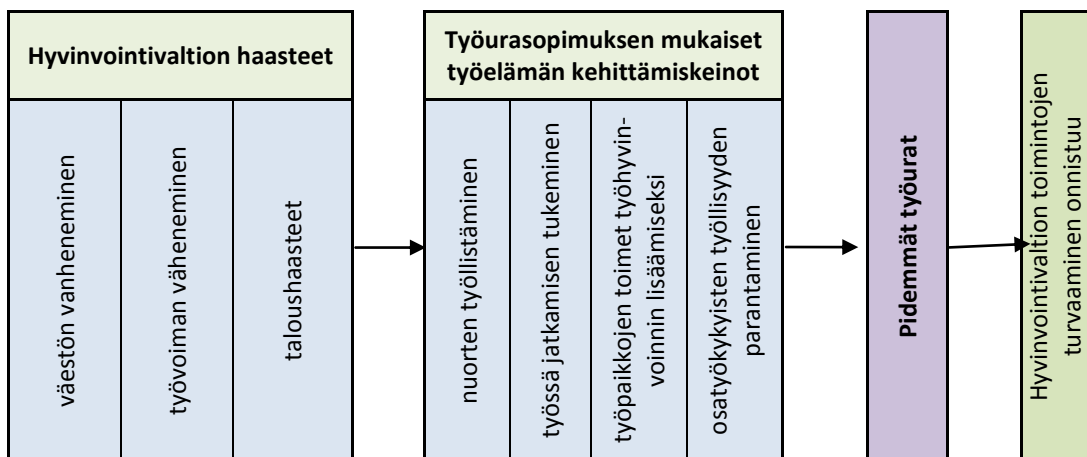 Hyvinvointivaltion haasteet
väestön vanheneminen
työvoiman väheneminen
taloushaasteet
Työurasopimuksen mukaiset
työelämän kehittämiskeinot
nuorten työllistäminen
työssä jatkamisen tukeminen
työpaikkojen toimet työhyvin-
voinnin lisäämiseksi
osatyökykyisten työllisyyden
parantaminen
Pidemmät työurat
Hyvinvointivaltion toimintojen
turvaaminen onnistuu